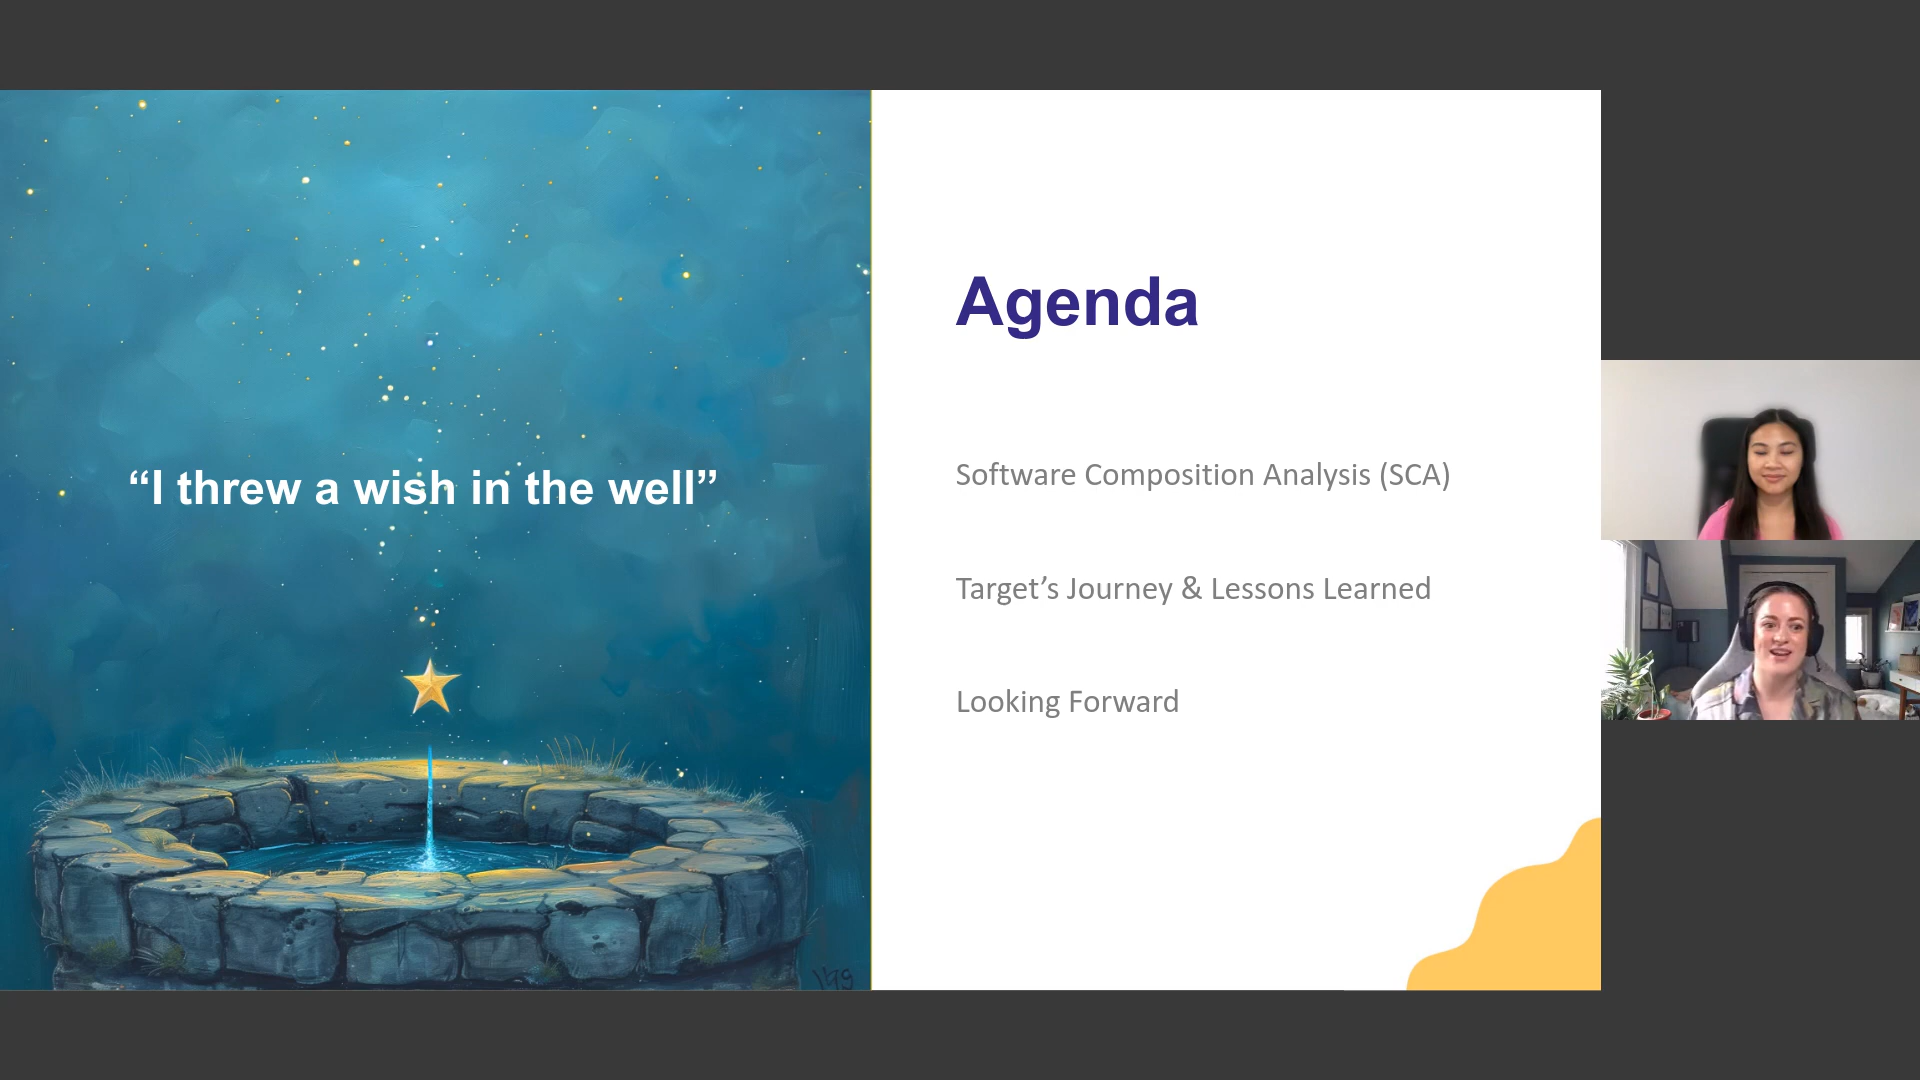 “I threw a wish in the well”
Agenda
Software Composition Analysis (SCA)
Target’s Journey & Lessons Learned
Looking Forward